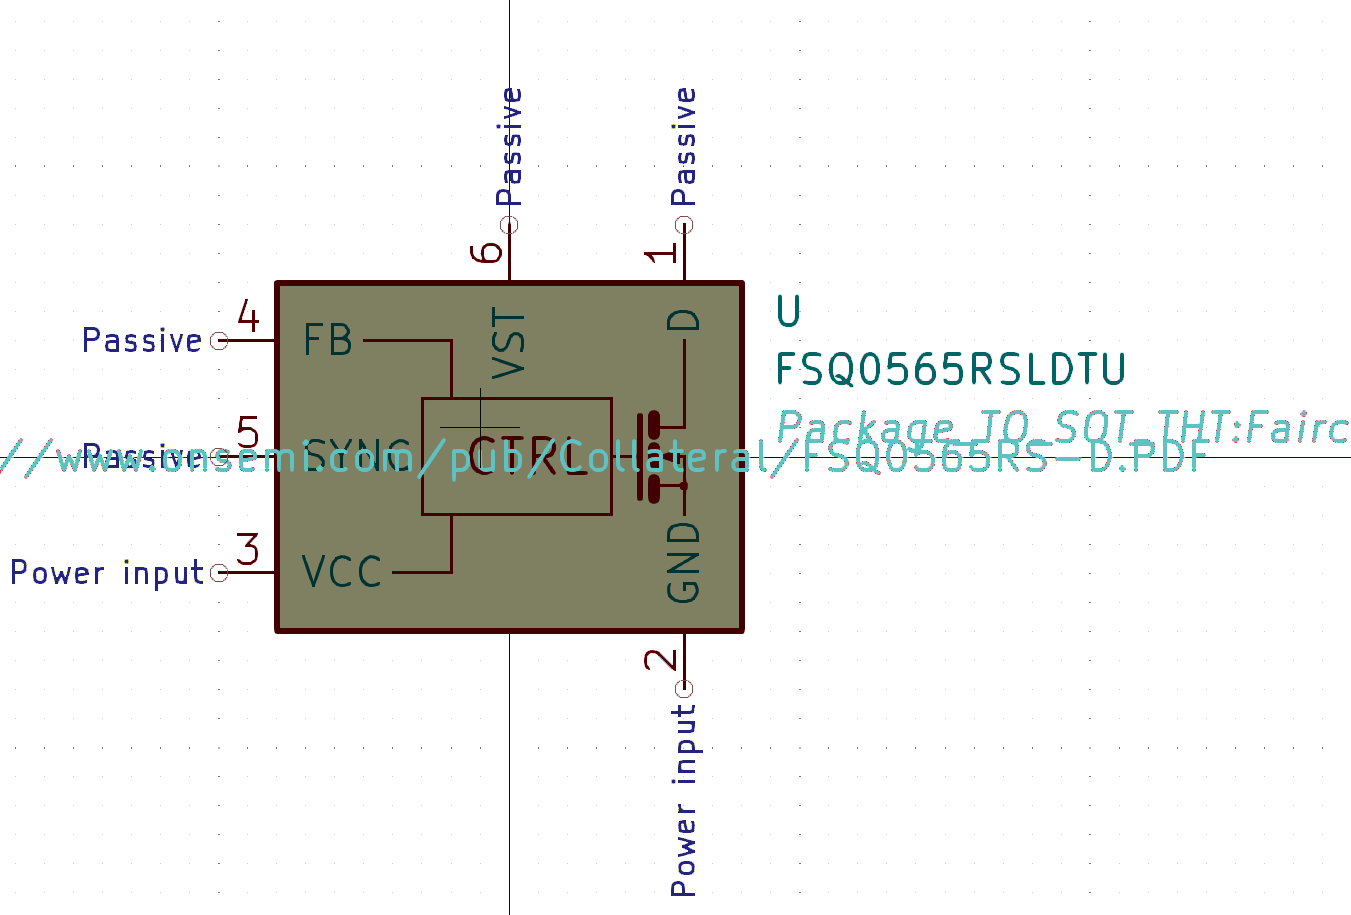 Passive
Passive
6
1
4
FB
VST
D
U
Passive
FSQ0565RSLDTU
Package_TO_SOT_THT:Fairc
5
Passive
SYNC
CTRL
//www.onsemi.com/pub/Collateral/FSQ0565RS-D.PDF
3
Power input
VCC
GND
2
Power input